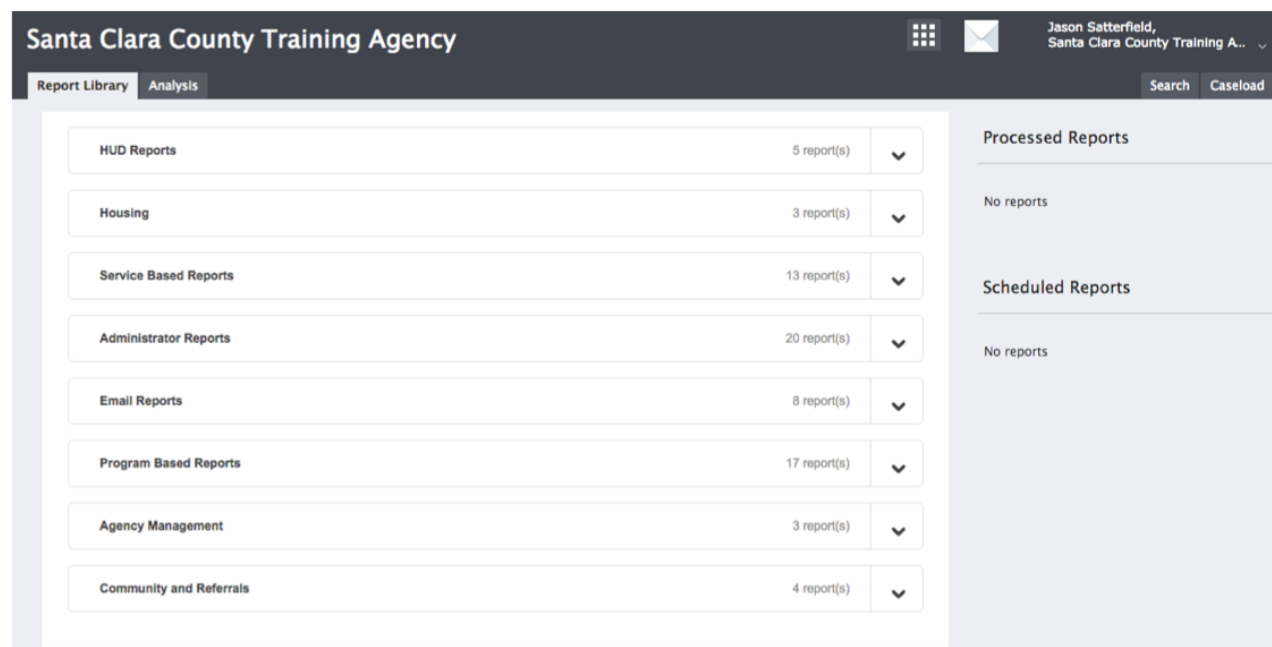 Santa Clara County Training Agency
Jason Satterfield,
Santa Clara County Training A...
Report Library
Analysis
Search
Caseload
HUD Reports
5 report(s)
Housing
3 report(s)
Service Based Reports
13 report(s)
Administrator Reports
20 report(s)
Email Reports
8 report(s)
Program Based Reports
17 report(s)
Agency Management
3 report(s)
Community and Referrals
4 report(s)
Processed Reports
No reports
Scheduled Reports
No reports